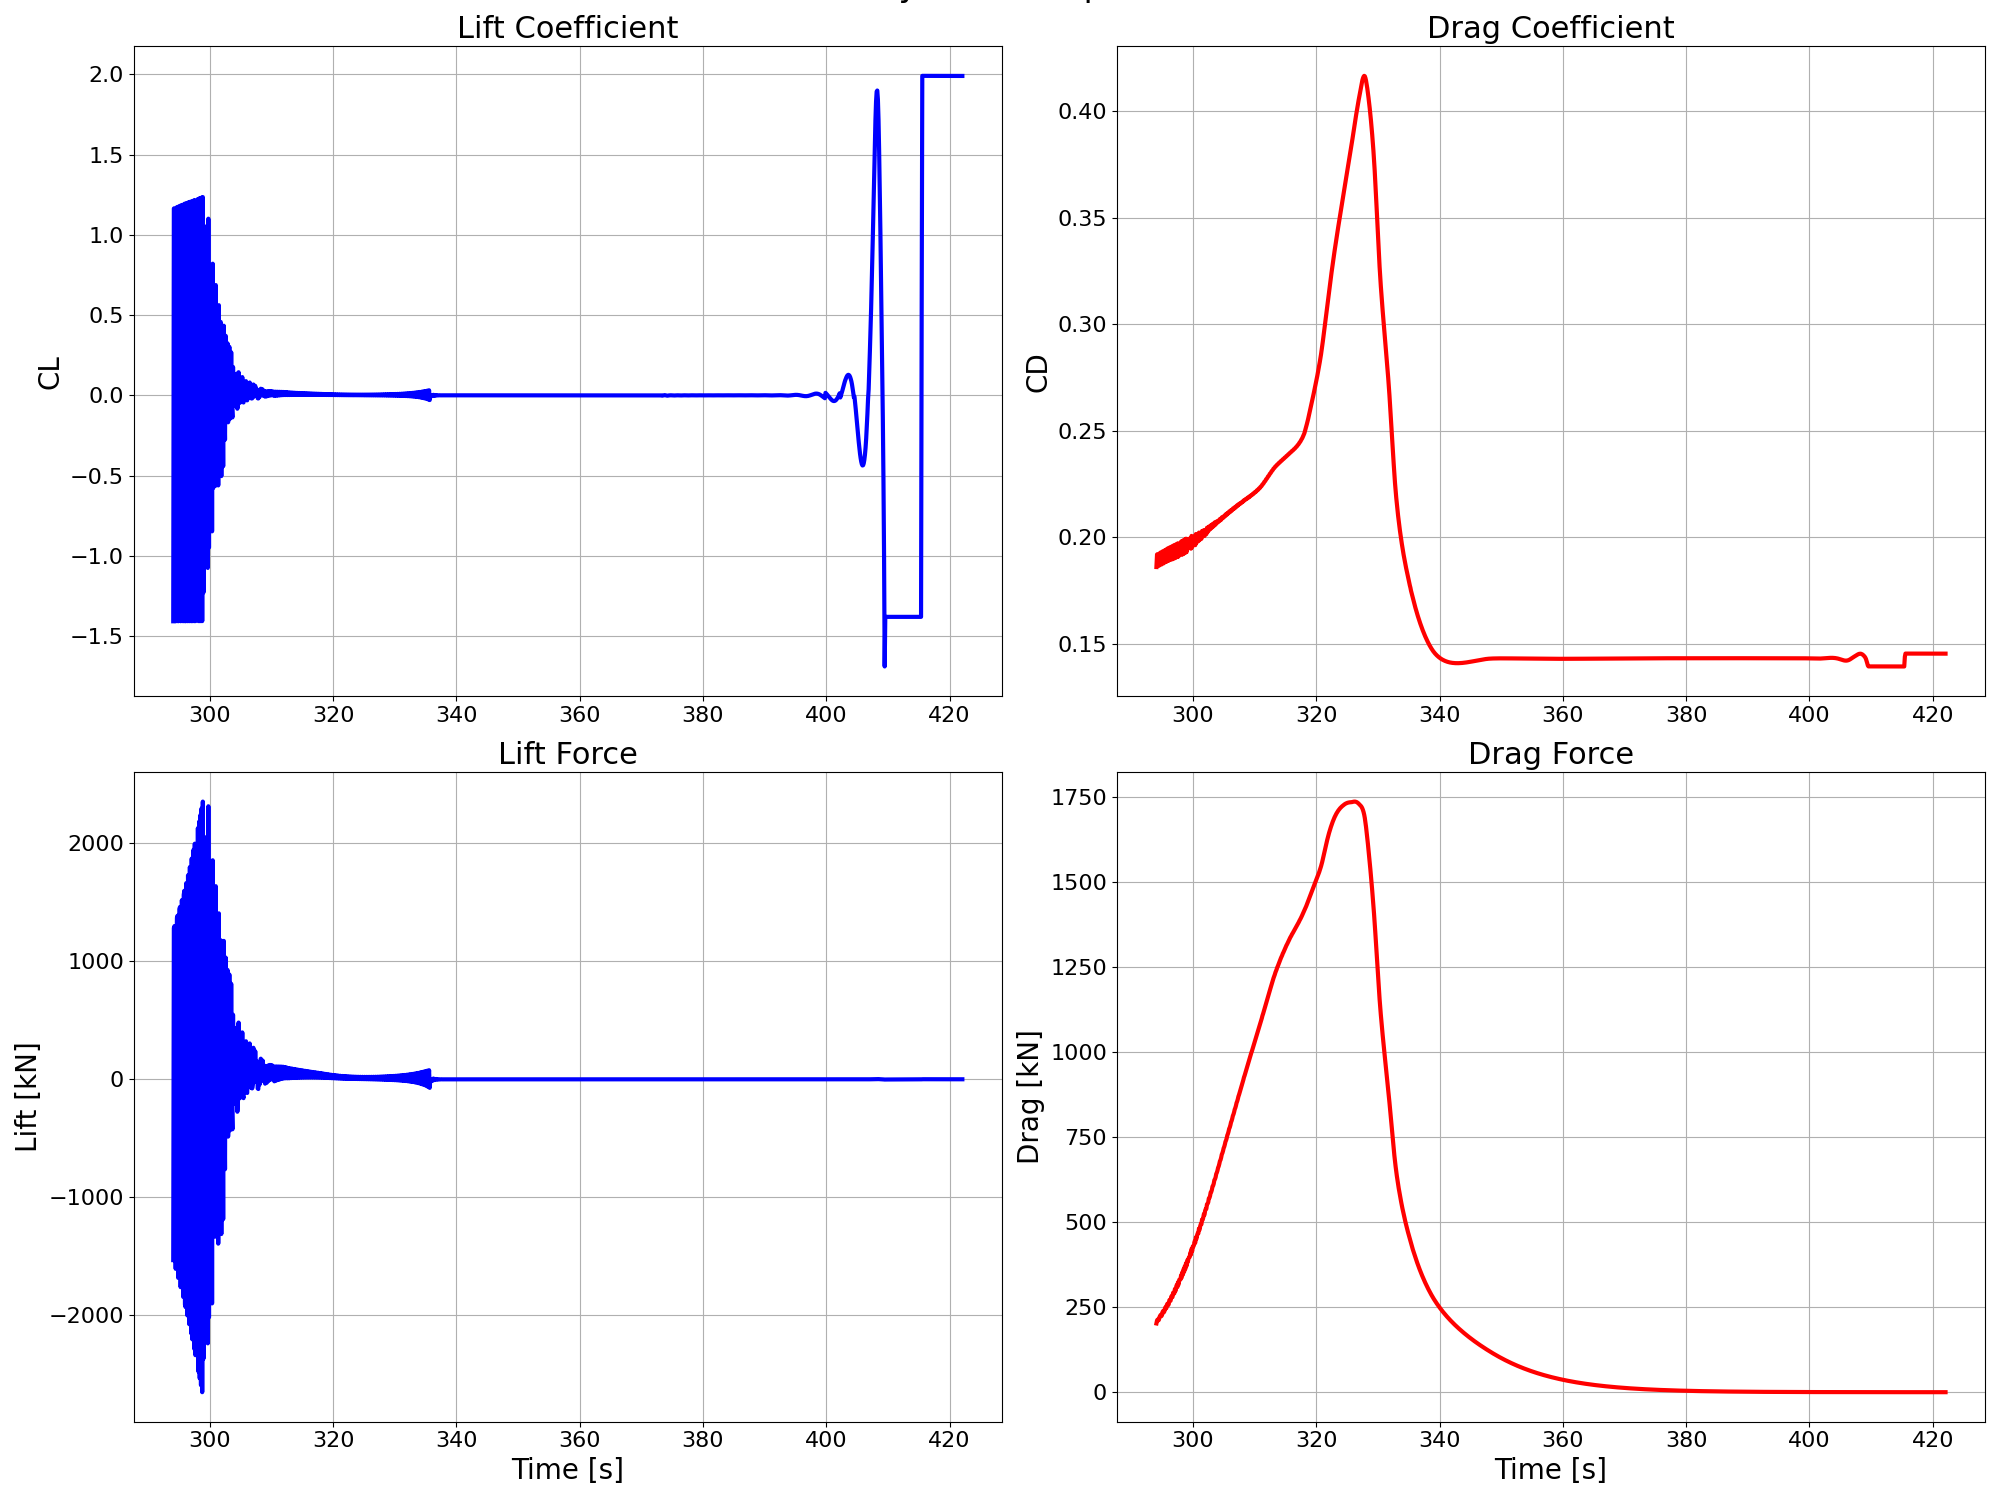 Lift Coefficient
Drag Coefficient
CL
2.0
1.5
1.0
0.5
0.0
−0.5
−1.0
−1.5
300 320 340 360 380 400 420
CD
0.40
0.35
0.30
0.25
0.20
0.15
300 320 340 360 380 400 420
Lift Force
Drag Force
Lift [kN]
2000
1000
0
−1000
−2000
300 320 340 360 380 400 420
Time [s]
Drag [kN]
1750
1500
1250
1000
750
500
250
0
300 320 340 360 380 400 420
Time [s]